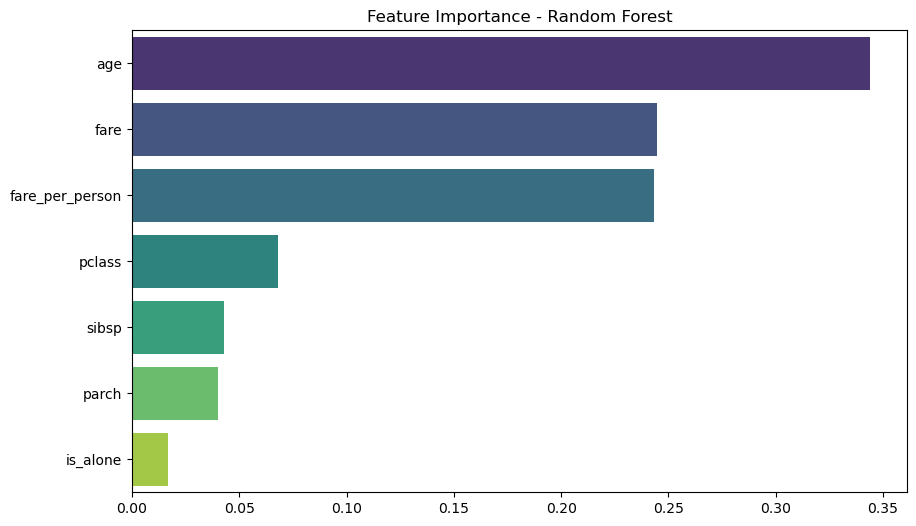 Feature Importance - Random Forest
age
fare
fare_per_person
pclass
sibsp
parch
is_alone
0.00 0.05 0.10 0.15 0.20 0.25 0.30 0.35